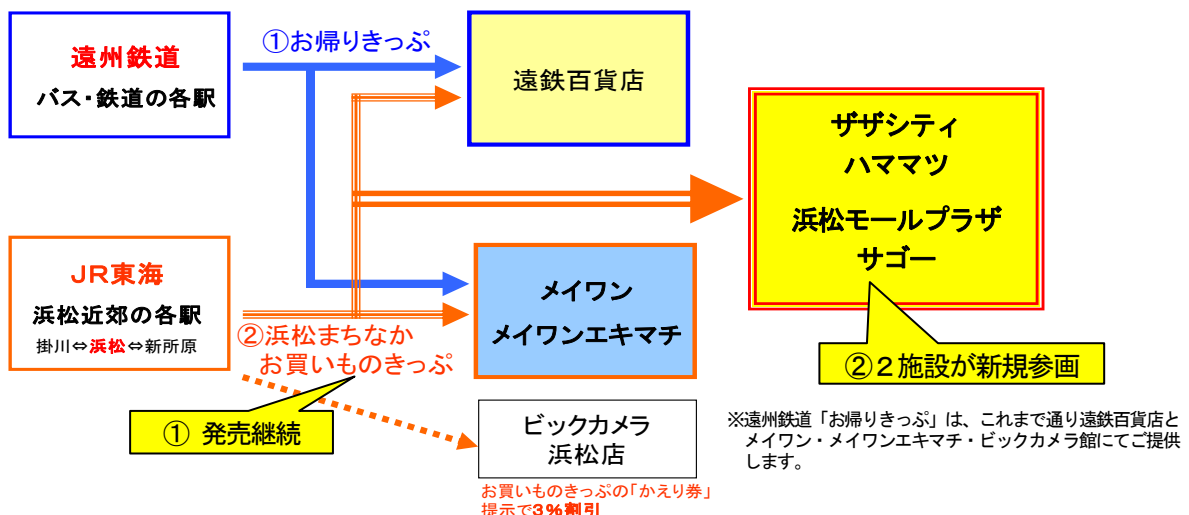 遠州鉄道
バス・鉄道の各駅
①お帰りきっぷ
遠鉄百貨店
ザザシティ
ハママツ
浜松モールプラザ
サゴー
JR東海
浜松近郊の各駅
掛川⇔浜松⇔新所原
②浜松まちなか
お買いものきっぷ
メイワン
メイワンエキマチ
②2施設が新規参画
① 発売継続
ビックカメラ
浜松店
お買いものきっぷの「かえり券」
提示で3%割引
※遠州鉄道「お帰りきっぷ」は、これまで通り遠鉄百貨店と
メイワン・メイワンエキマチ・ビックカメラ館にてご提供
します。